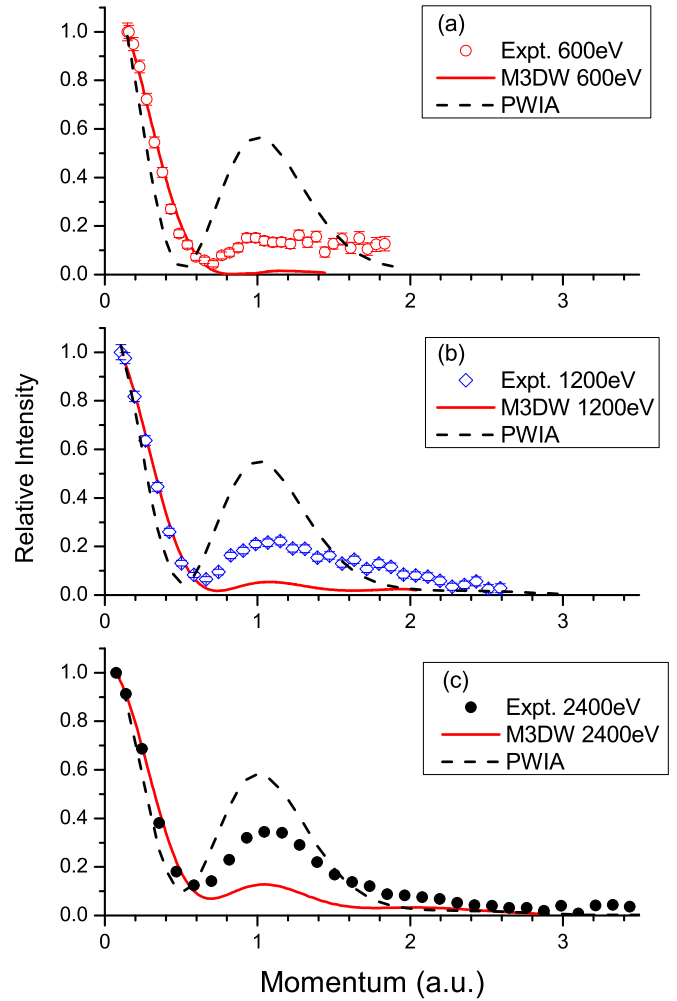 (a)
Expt. 600eV
M3DW 600eV
PWIA
1.0
0.8
0.6
0.4
0.2
0.0
0
1
2
3
(b)
Expt. 1200eV
M3DW 1200eV
PWIA
1.0
0.8
0.6
0.4
0.2
0.0
0
1
2
3
Relative Intensity
(c)
Expt. 2400eV
M3DW 2400eV
PWIA
1.0
0.8
0.6
0.4
0.2
0.0
0
1
2
3
Momentum (a.u.)